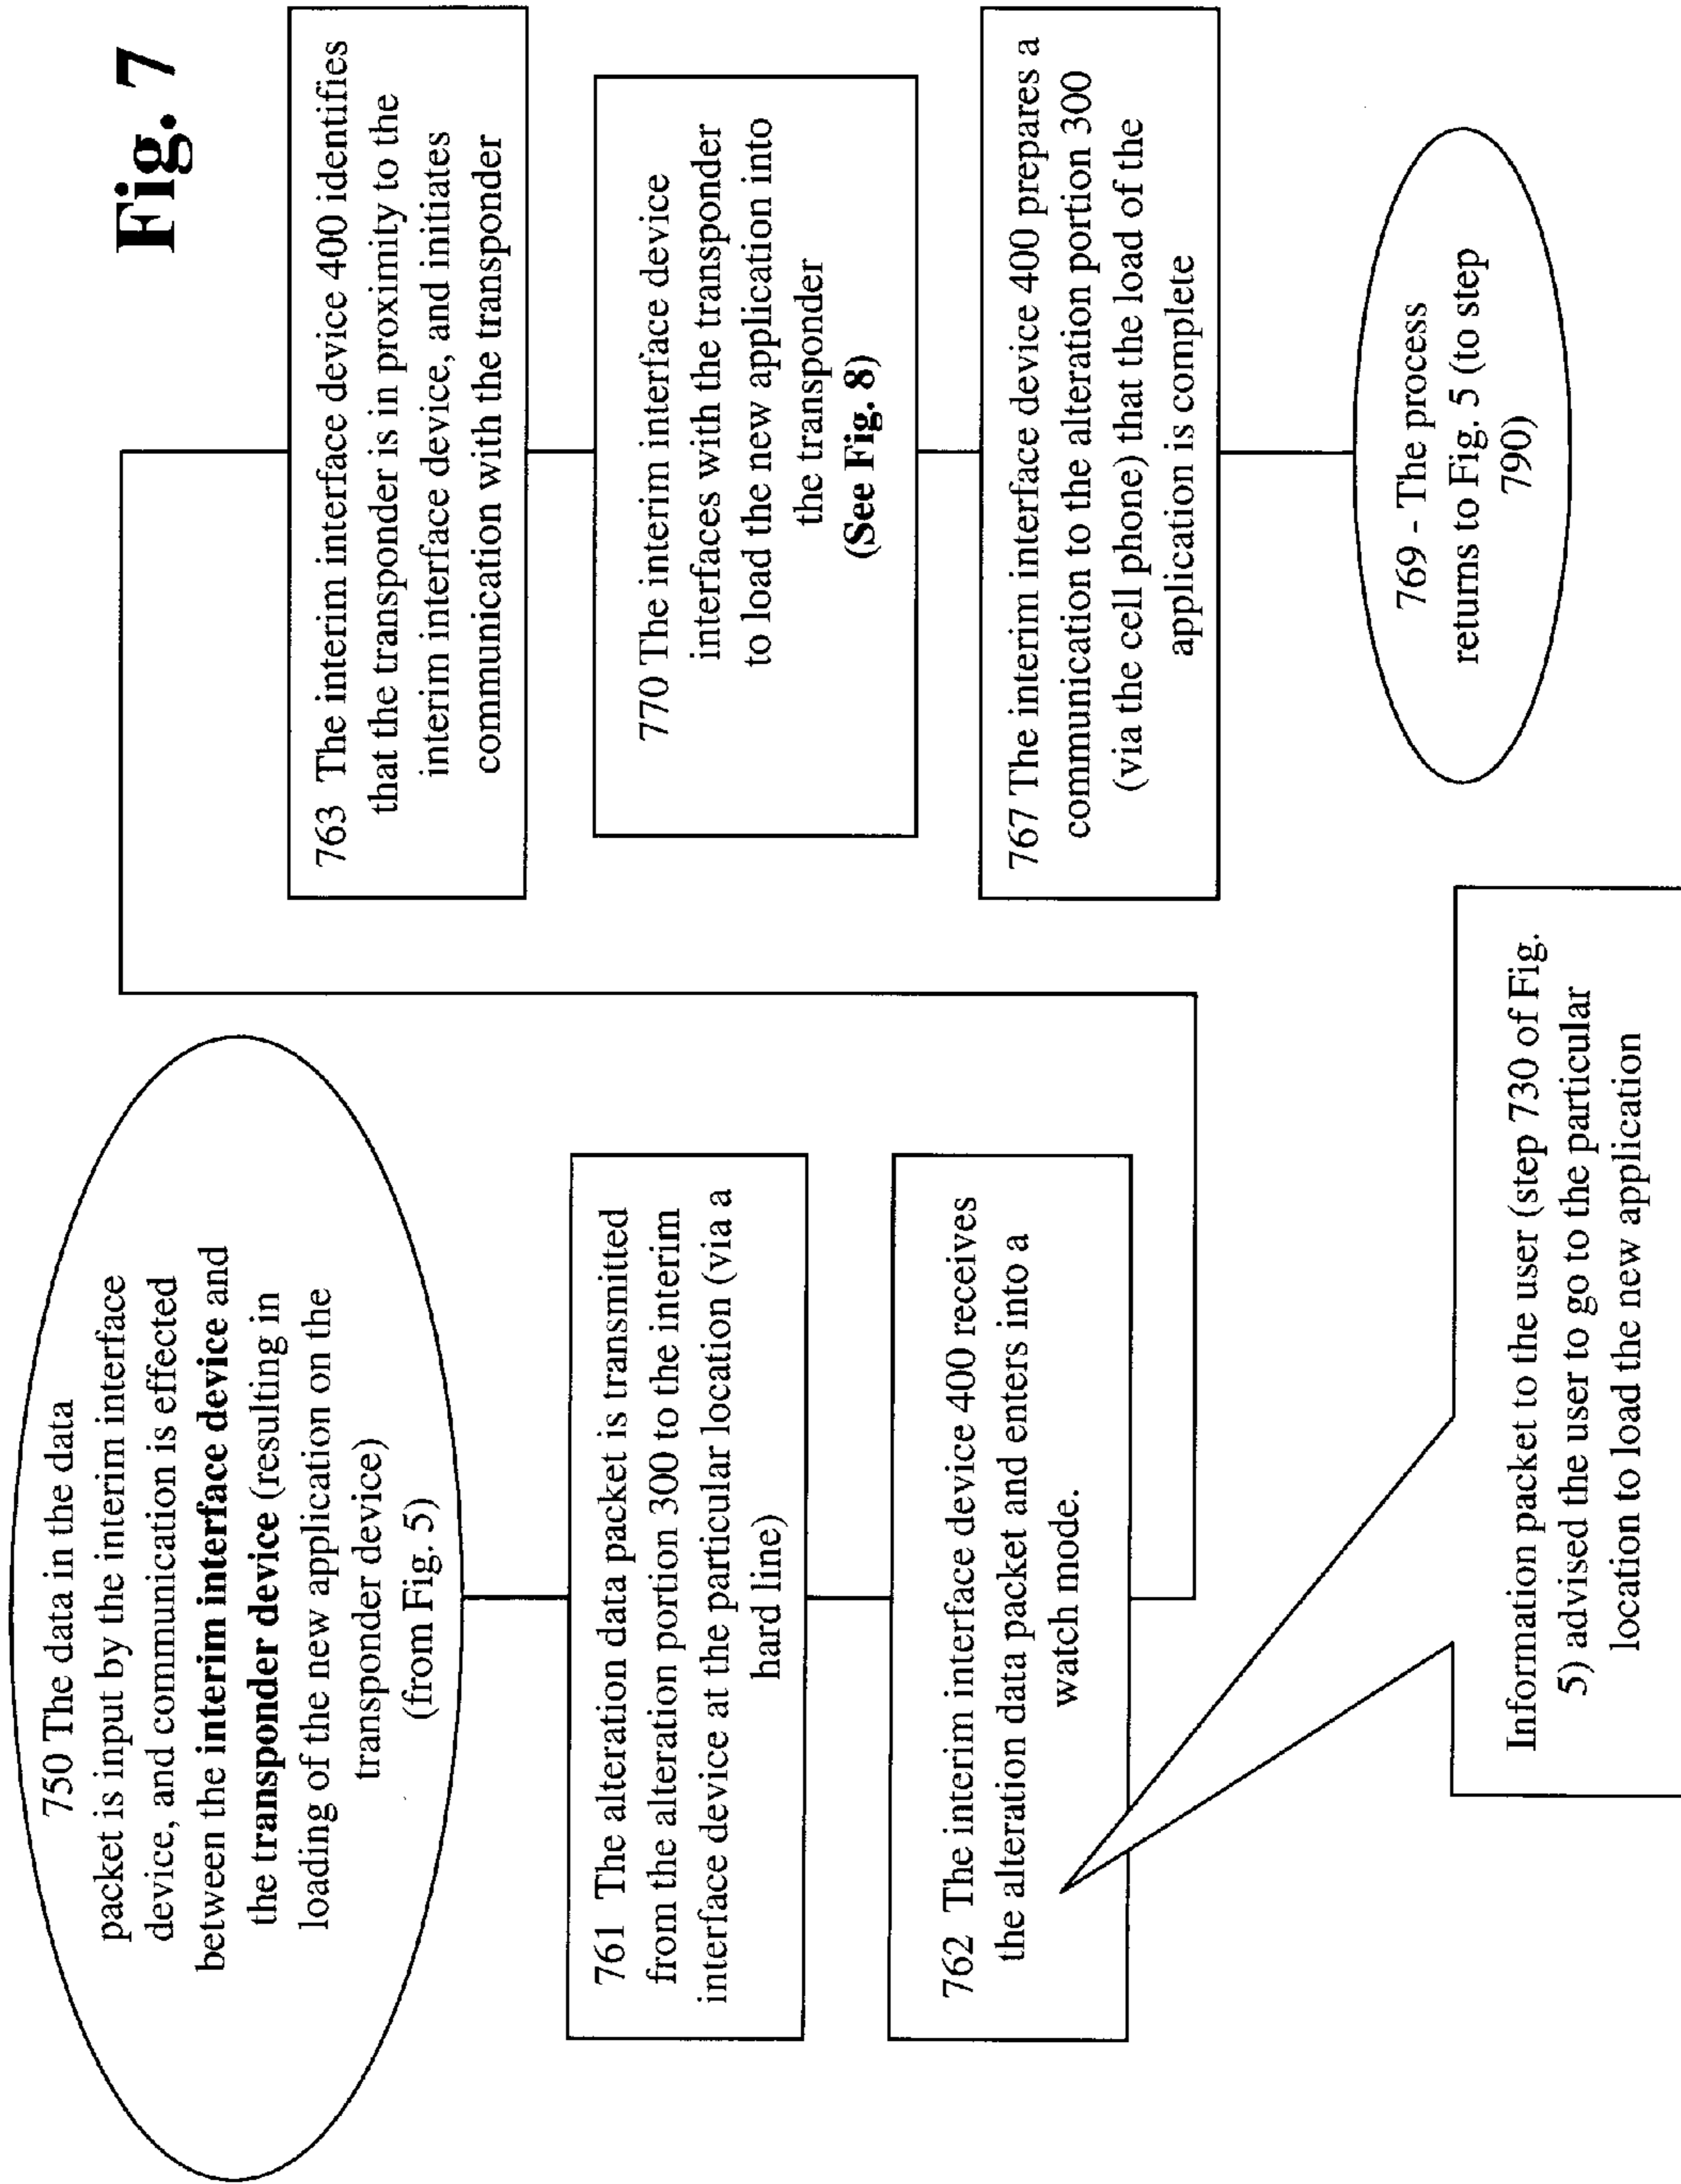 Fig. 7
750 The data in the data
packet is input by the interim interface
device, and communication is effected
between the interim interface device and
the transponder device (resulting in
loading of the new application on the
transponder device)
(from Fig. 5)
761 The alteration data packet is transmitted
from the alteration portion 300 to the interim
interface device at the particular location (via a
hard line)
762 The interim interface device 400 receives
the alteration data packet and enters into a
watch mode.
Information packet to the user (step 730 of Fig.
5) advised the user to go to the particular
location to load the new application
763 The interim interface device 400 identifies
that the transponder is in proximity to the
interim interface device, and initiates
communication with the transponder
770 The interim interface device
interfaces with the transponder
to load the new application into
the transponder
(See Fig. 8)
767 The interim interface device 400 prepares a
communication to the alteration portion 300
(via the cell phone) that the load of the
application is complete
769 - The process
returns to Fig. 5 (to step
790)